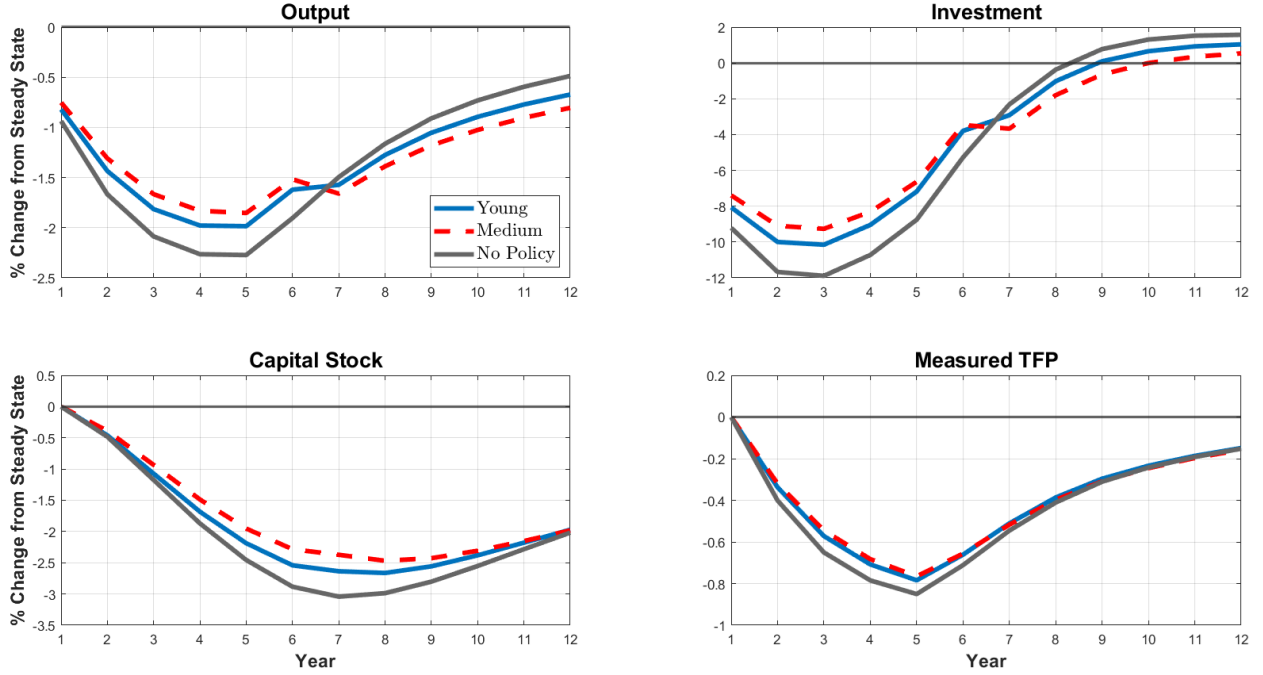 Output
% Change from Steady State
0
-0.5
-1
-1.5
-2
-2.5
1 2 3 4 5 6 7 8 9 10 11 12
Young
Medium
No Policy
Investment
2
0
-2
-4
-6
-8
-10
-12
1 2 3 4 5 6 7 8 9 10 11 12
Capital Stock
% Change from Steady State
0.5
0
-0.5
-1
-1.5
-2
-2.5
-3
-3.5
1 2 3 4 5 6 7 8 9 10 11 12
Year
Measured TFP
0.2
0
-0.2
-0.4
-0.6
-0.8
-1
1 2 3 4 5 6 7 8 9 10 11 12
Year